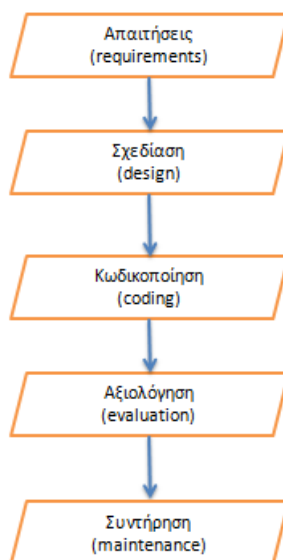 Απαιτήσεις
(requirements)
Σχεδίαση
(design)
Κωδικοποίηση
(coding)
Αξιολόγηση
(evaluation)
Συντήρηση
(maintenance)